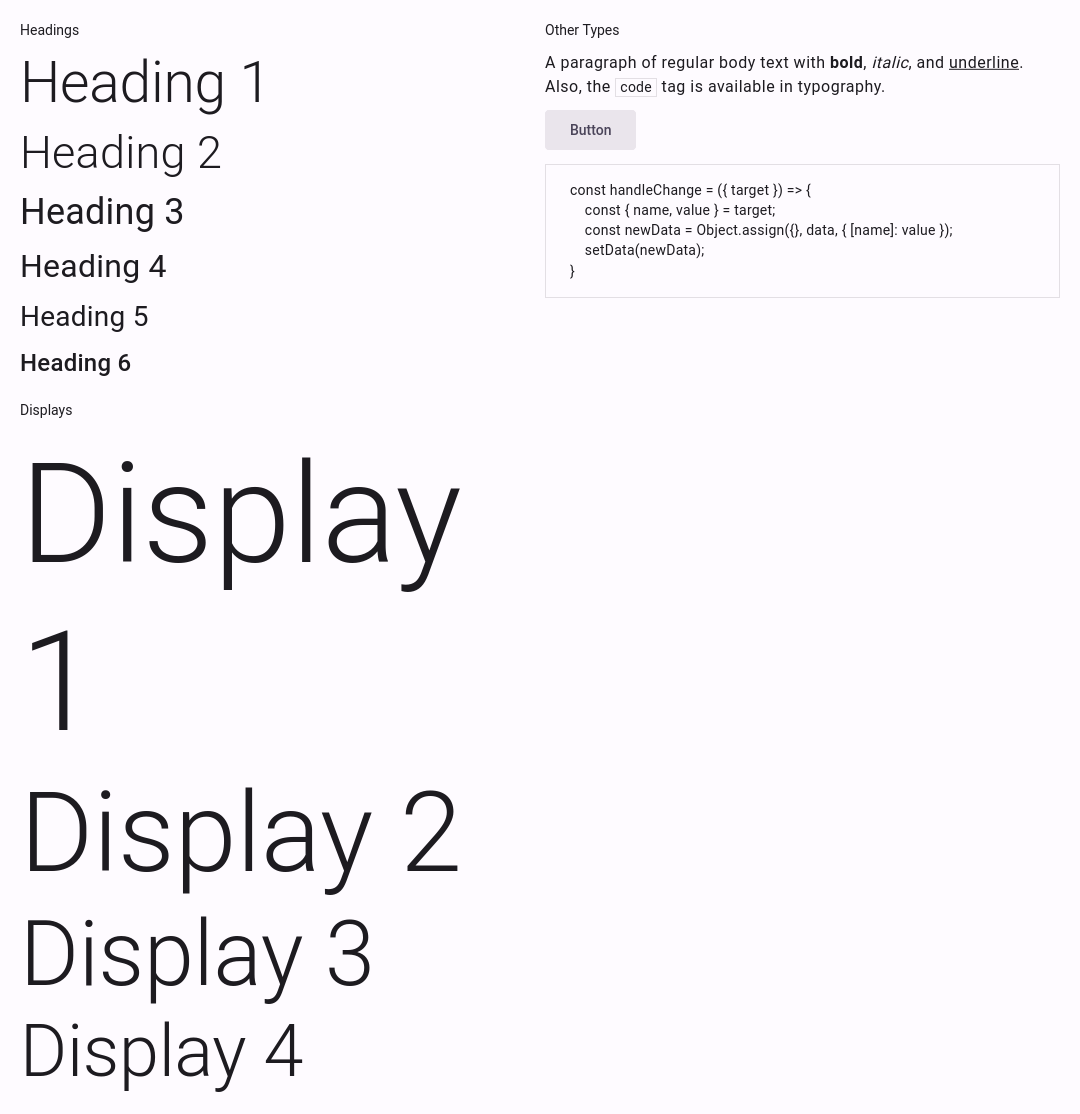 Headings
Heading 1
Heading 2
Heading 3
Heading 4
Heading 5
Heading 6
Displays
Display
1
Display 2
Display 3
Display 4
Other Types
A paragraph of regular body text with bold, italic, and underline.
Also, the code tag is available in typography.
Button
const handleChange = ({ target }) => {
    const { name, value } = target;
    const newData = Object.assign({}, data, { [name]: value });
    setData(newData);
}